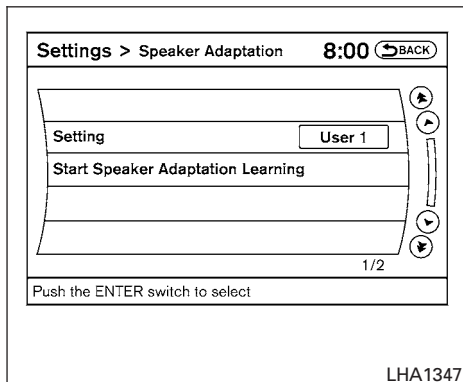 Settings > Speaker Adaptation 8:00 BACK
Setting User 1
Start Speaker Adaptation Learning
1/2
Push the ENTER switch to select
LHA1347